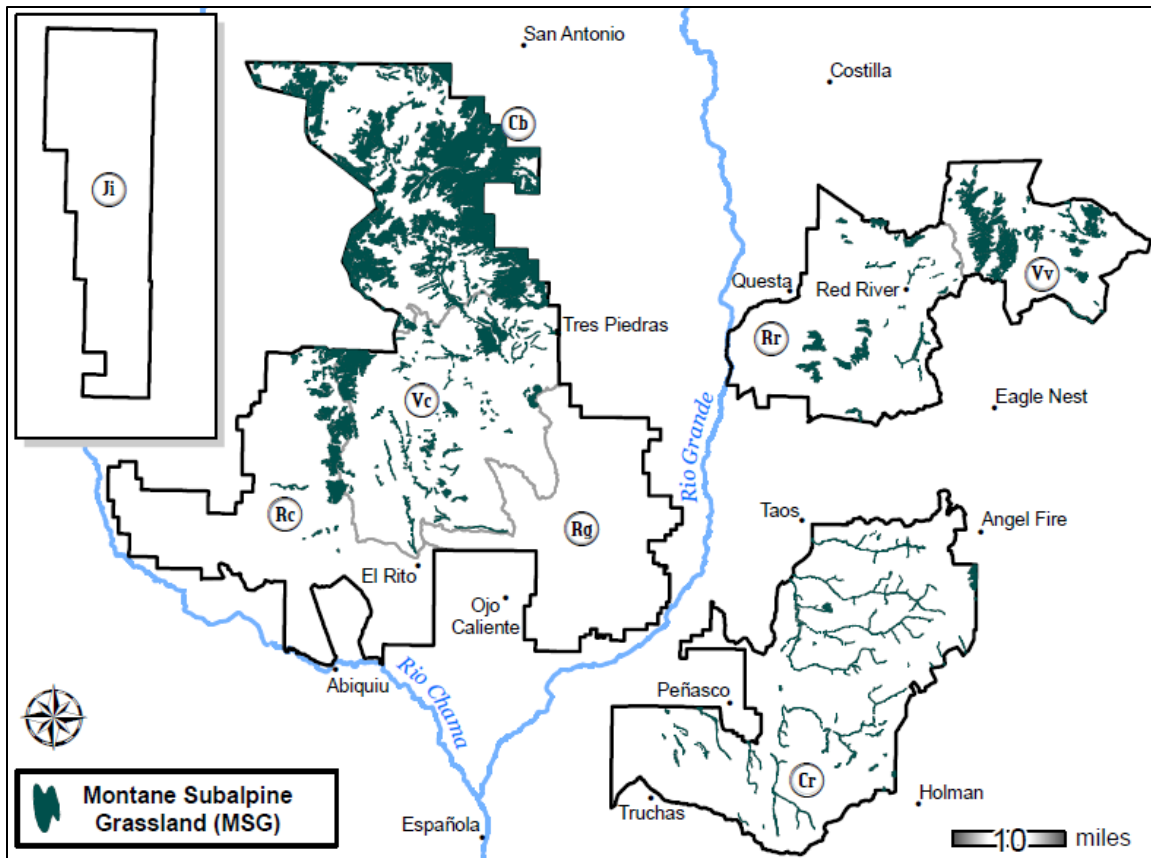 San Antonio
Costilla
Cb
Ji
Questa
Red River
Vv
Tres Piedras
Rr
Vc
Eagle Nest
Rio Grande
Rc
Rg
Taos
Angel Fire
El Rito
Ojo
Caliente
Abiquiu
Rio Chama
Peñasco
Cr
Holman
Truchas
Española
Montane Subalpine
Grassland (MSG)
10 miles